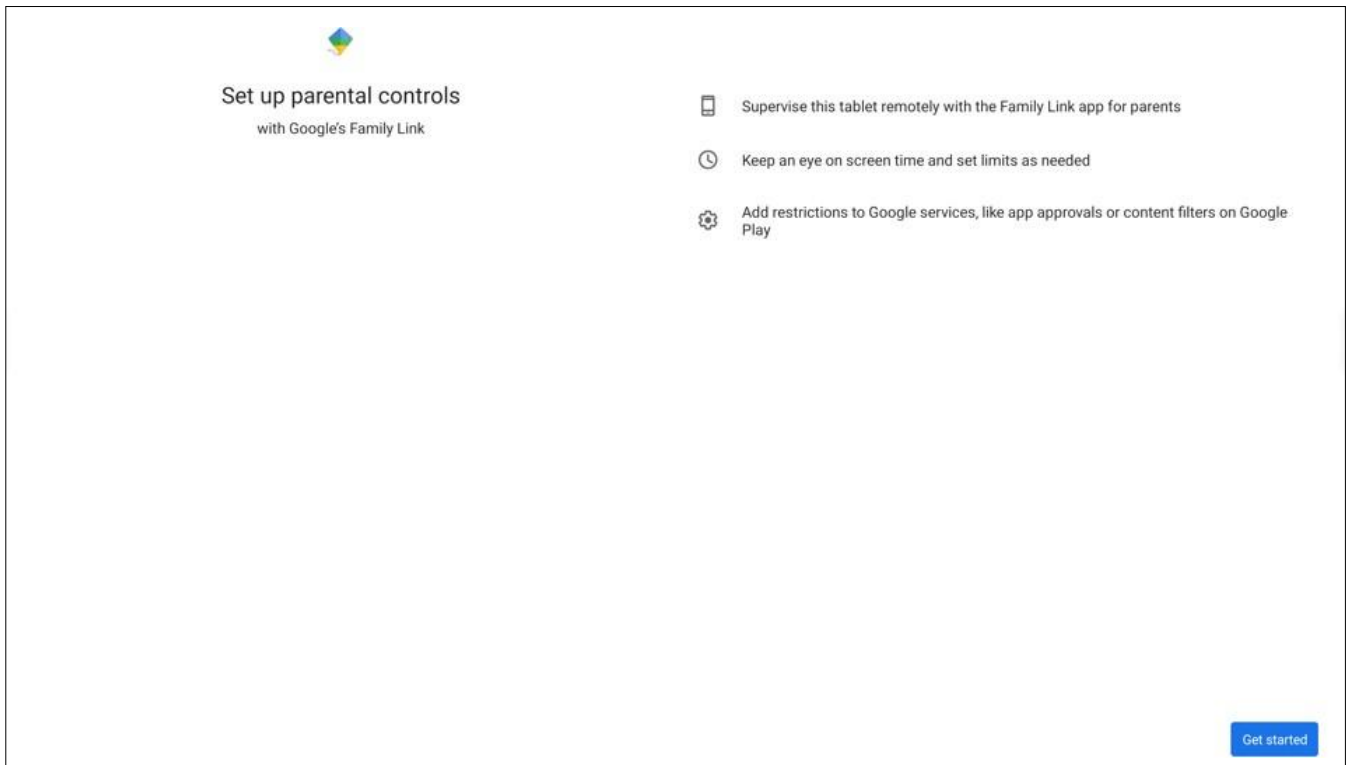 Set up parental controls
with Google's Family Link
Supervise this tablet remotely with the Family Link app for parents
Keep an eye on screen time and set limits as needed
Add restrictions to Google services, like app approvals or content filters on Google
Play
Get started